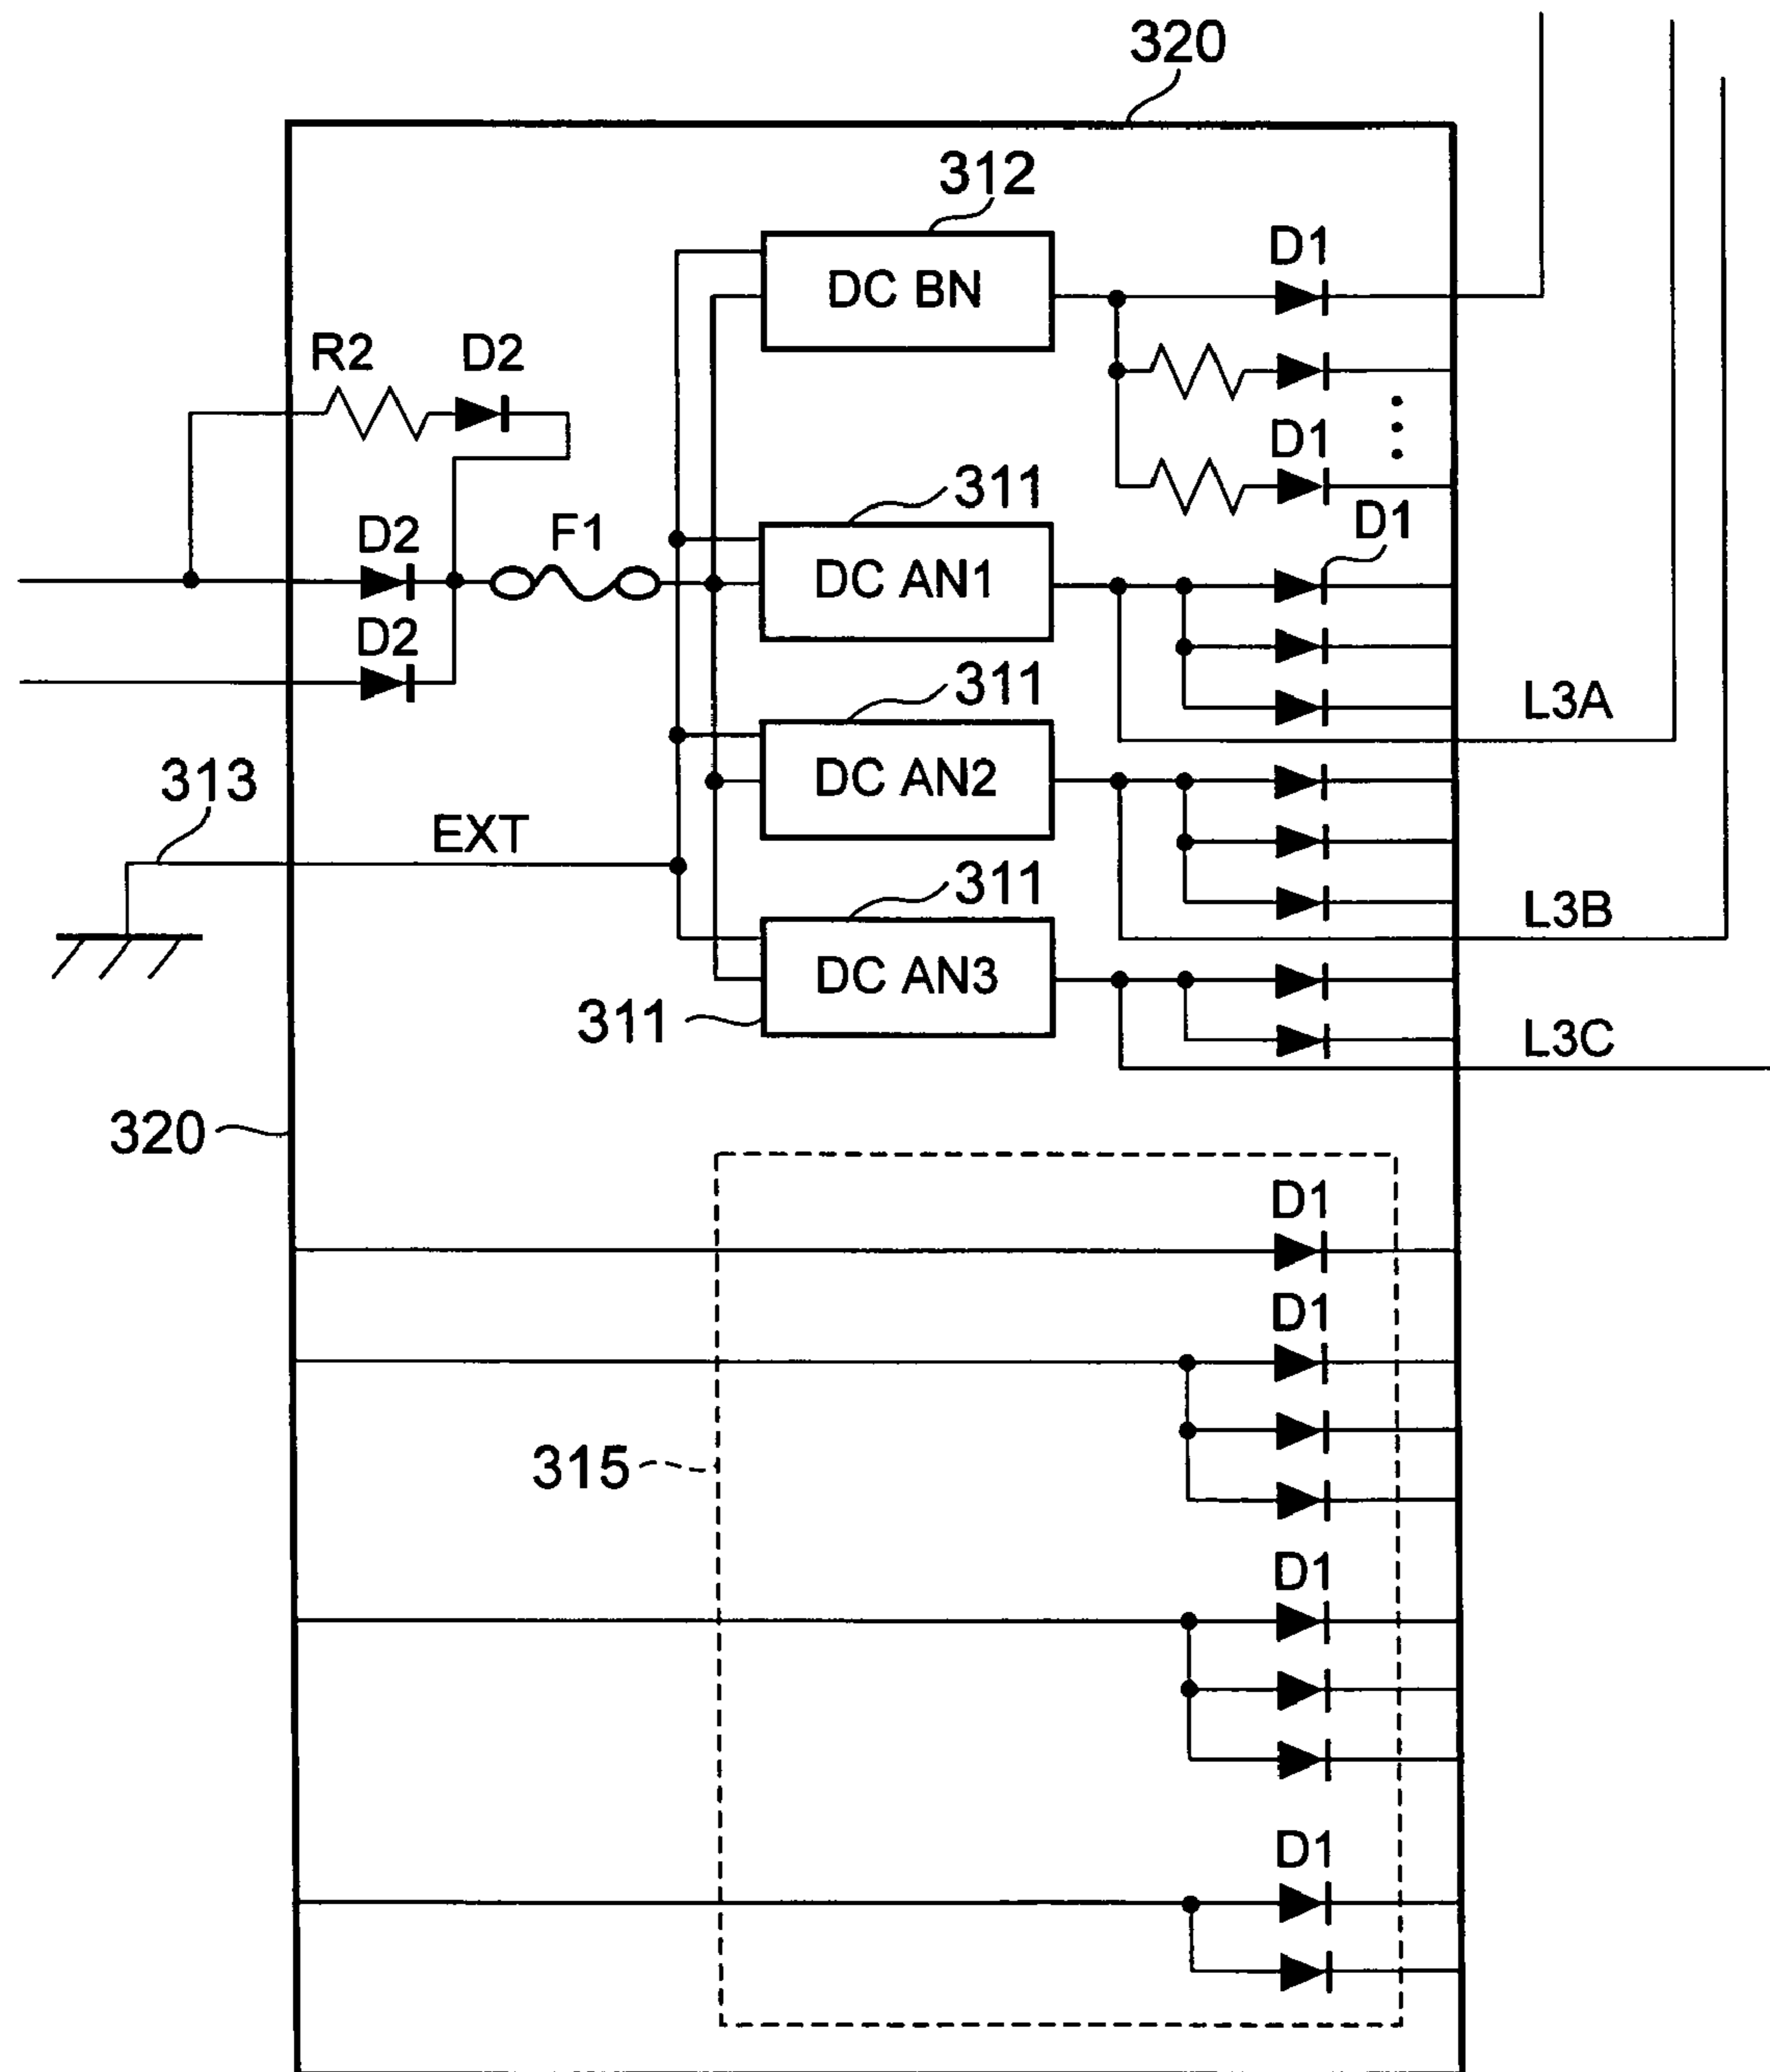 320
312
D1
DC BN
R2
D2
D1
311
D1
D2
F1
DC AN1
D2
311
L3A
313
DC AN2
EXT
311
L3B
DC AN3
311
L3C
320
D1
D1
315
D1
D1